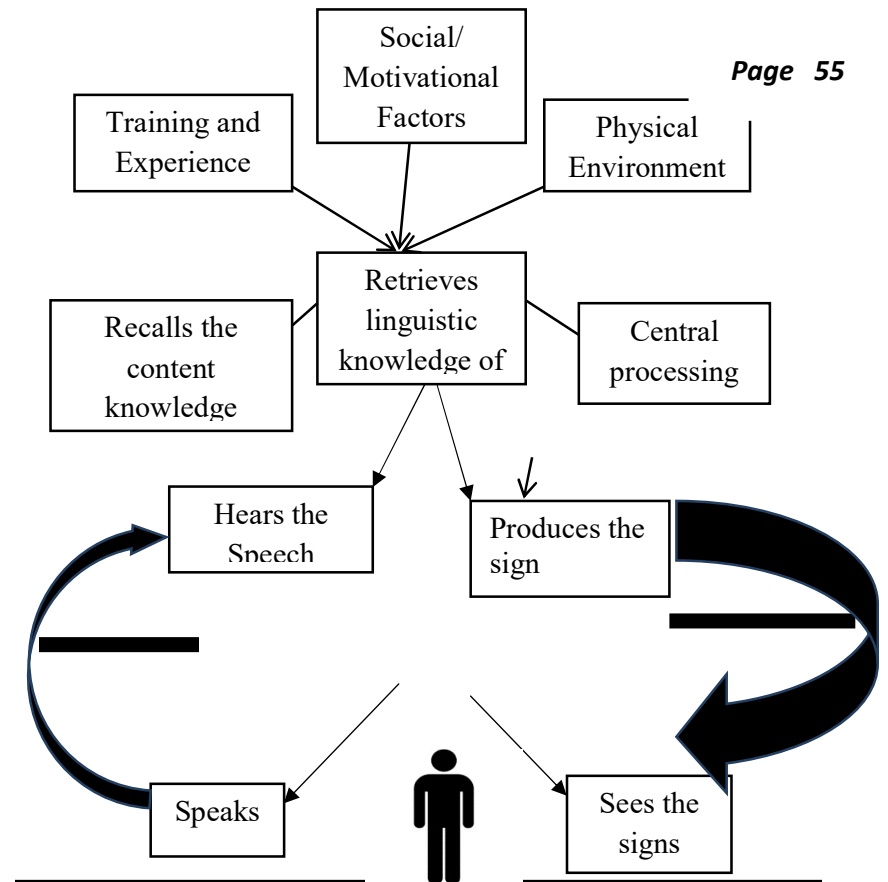 Social/
Motivational
Factors
Page 55
Training and
Experience
Physical
Environment
Retrieves
linguistic
knowledge of
Recalls the
content
knowledge
Central
processing
Hears the
Speech
Produces the
sign
Speaks
Sees the
signs